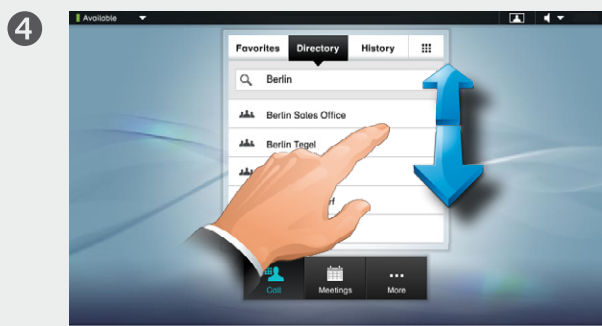 4
Available
Favorites Directory History
Berlin
Berlin Sales Office
Berlin Tegel
Call Meetings More